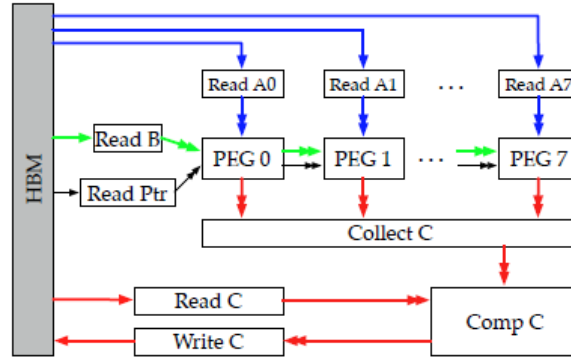 HBM
Read A0
Read A1
...
Read A7
Read B
PEG 0
PEG 1
...
PEG 7
Read Ptr
Collect C
Read C
Comp C
Write C